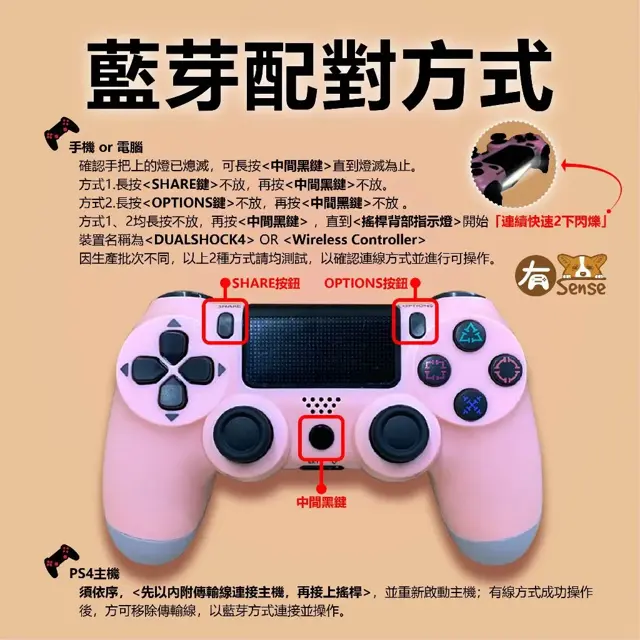 藍芽配對方式
手機 or 電腦
確認手把上的燈已熄滅，可長按<中間黑鍵>直到燈滅為止。
方式1.長按<SHARE鍵>不放，再按<中間黑鍵>不放。
方式2.長按<OPTIONS鍵>不放，再按<中間黑鍵>不放 。
方式1、2均長按不放，再按<中間黑鍵> ，直到<搖桿背部指示燈>開始「連續快速2下閃爍」
裝置名稱為<DUALSHOCK4> OR <Wireless Controller>
因生產批次不同，以上2種方式請均測試，以確認連線方式並進行可操作。
有 Sense
SHARE按鈕 OPTIONS按鈕
SHARE OPTIONS
中間黑鍵
PS4主機
須依序，<先以內附傳輸線連接主機，再接上搖桿>，並重新啟動主機；有線方式成功操作
後，方可移除傳輸線，以藍芽方式連接並操作。